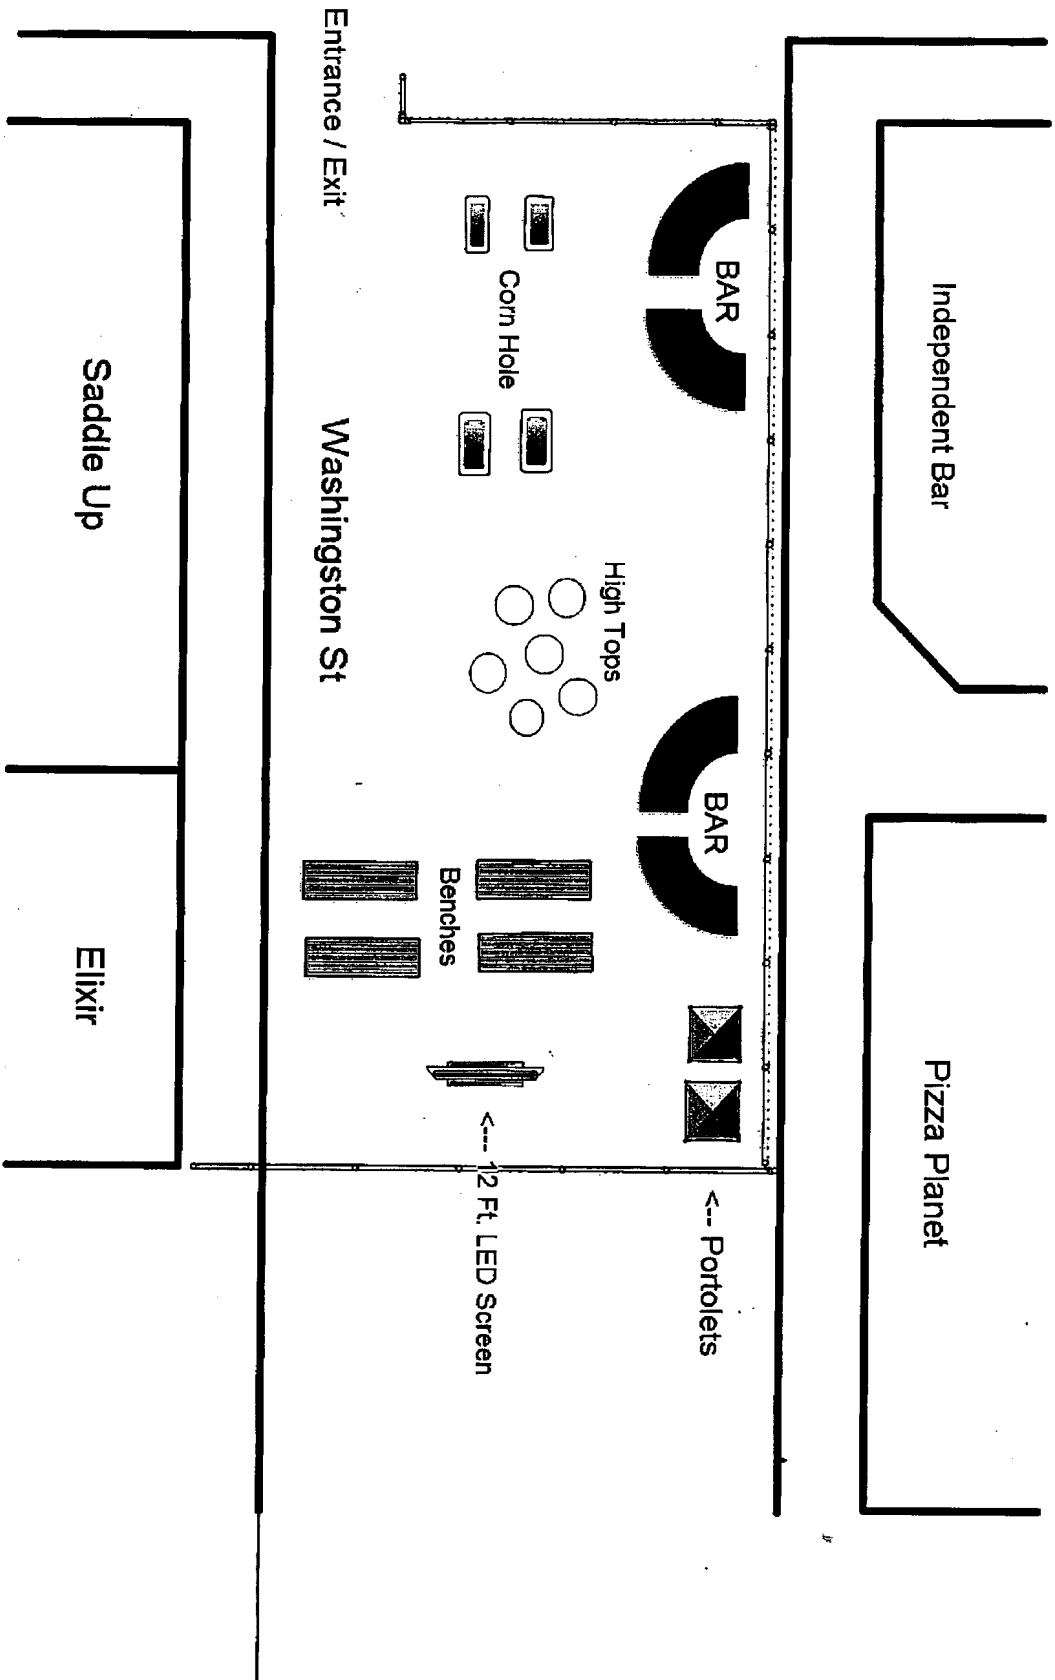 Independent Bar
Pizza Planet
BAR
BAR
<-- Portolets
High Tops
Corn Hole
Benches
<--- 12 Ft. LED Screen
Entrance / Exit
Washington St
Saddle Up
Elixir